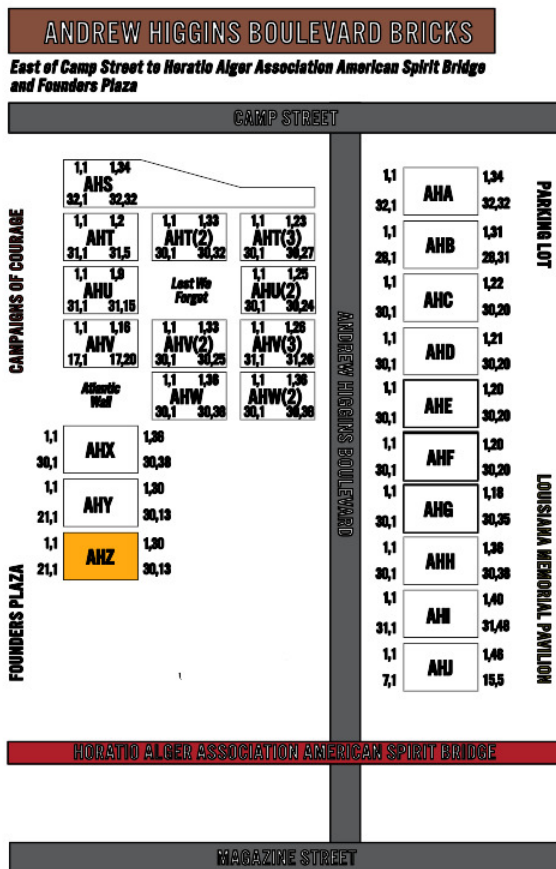 ANDREW HIGGINS BOULEVARD BRICKS
East of Camp Street to Horatio Alger Association American Spirit Bridge
and Founders Plaza
CAMP STREET
1,1 1,34
AHS
32,1 32,32
1,1 1,2
AHT
31,1 31,5
1,1 1,33
AHT(2)
30,1 30,32
1,1 1,23
AHT(3)
30,1 30,27
1,1 1,9
AHU
31,1 31,15
Lest We
Forget
1,1 1,25
AHU(2)
30,1 30,24
1,1 1,16
AHV
17,1 17,20
1,1 1,33
AHV(2)
30,1 30,25
1,1 1,26
AHV(3)
31,1 31,26
Atlantic
Wall
1,1 1,36
AHW
30,1 30,36
1,1 1,36
AHW(2)
30,1 30,36
1,1 1,36
AHX
30,1 30,38
1,1 1,30
AHY
21,1 30,13
1,1 1,30
AHZ
21,1 30,13
CAMPAIGNS OF COURAGE
FOUNDERS PLAZA
ANDREW HIGGINS BOULEVARD
1,1 1,34
AHA
32,1 32,32
1,1 1,31
AHB
28,1 28,31
1,1 1,22
AHC
30,1 30,20
1,1 1,21
AHD
30,1 30,20
1,1 1,20
AHE
30,1 30,20
1,1 1,20
AHF
30,1 30,20
1,1 1,18
AHG
30,1 30,35
1,1 1,36
AHH
30,1 30,36
1,1 1,40
AHI
31,1 31,48
1,1 1,46
AHJ
7,1 15,5
PARKING LOT
LOUISIANA MEMORIAL PAVILION
HORATIO ALGER ASSOCIATION AMERICAN SPIRIT BRIDGE
MAGAZINE STREET